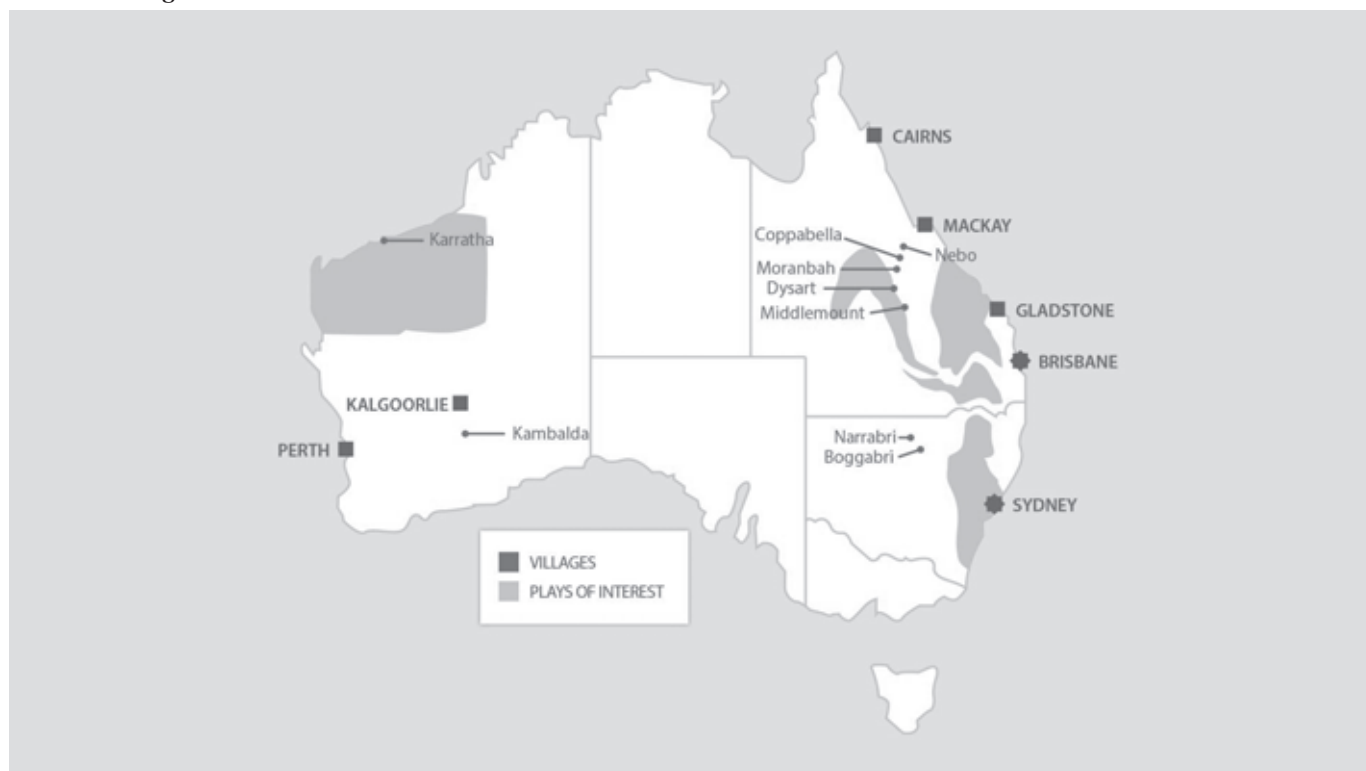 CAIRNS
MACKAY
Coppabella
Nebo
Karratha
Moranbah
Dysart
Middlemount
GLADSTONE
BRISBANE
KALGOORLIE
Kambalda
Narrabri
PERTH
Boggabri
SYDNEY
VILLAGES
PLAYS OF INTEREST